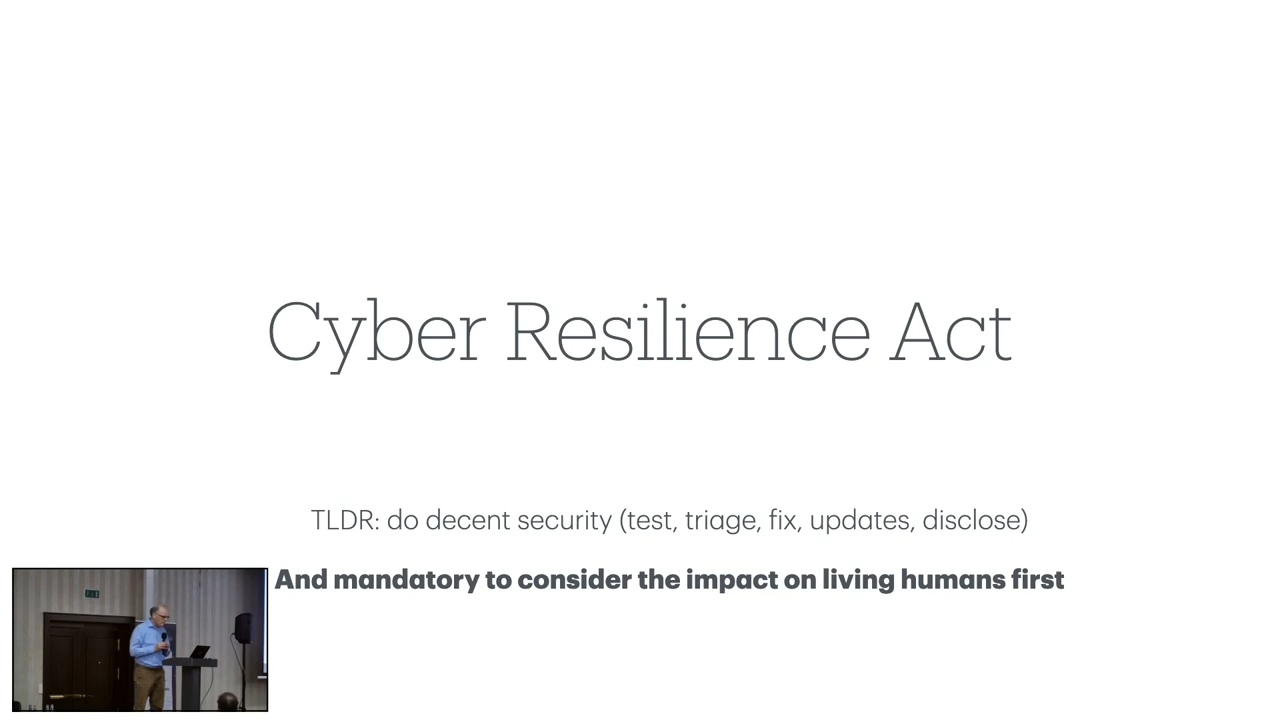 Cyber Resilience Act
TLDR: do decent security (test, triage, fix, updates, disclose)
And mandatory to consider the impact on living humans first